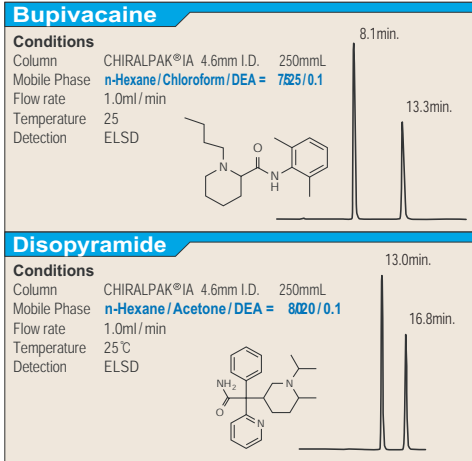 Bupivacaine
Conditions
Column CHIRALPAK®IA 4.6mm I.D. 250mmL
Mobile Phase n-Hexane/Chloroform/DEA = 75/25/0.1
Flow rate 1.0ml/min
Temperature 25
Detection ELSD
8.1min.
13.3min.
O
N
N
H
Disopyramide
Conditions
Column CHIRALPAK®IA 4.6mm I.D. 250mmL
Mobile Phase n-Hexane/Acetone/DEA = 80/20/0.1
Flow rate 1.0ml/min
Temperature 25℃
Detection ELSD
13.0min.
16.8min.
NH2
N
O
N